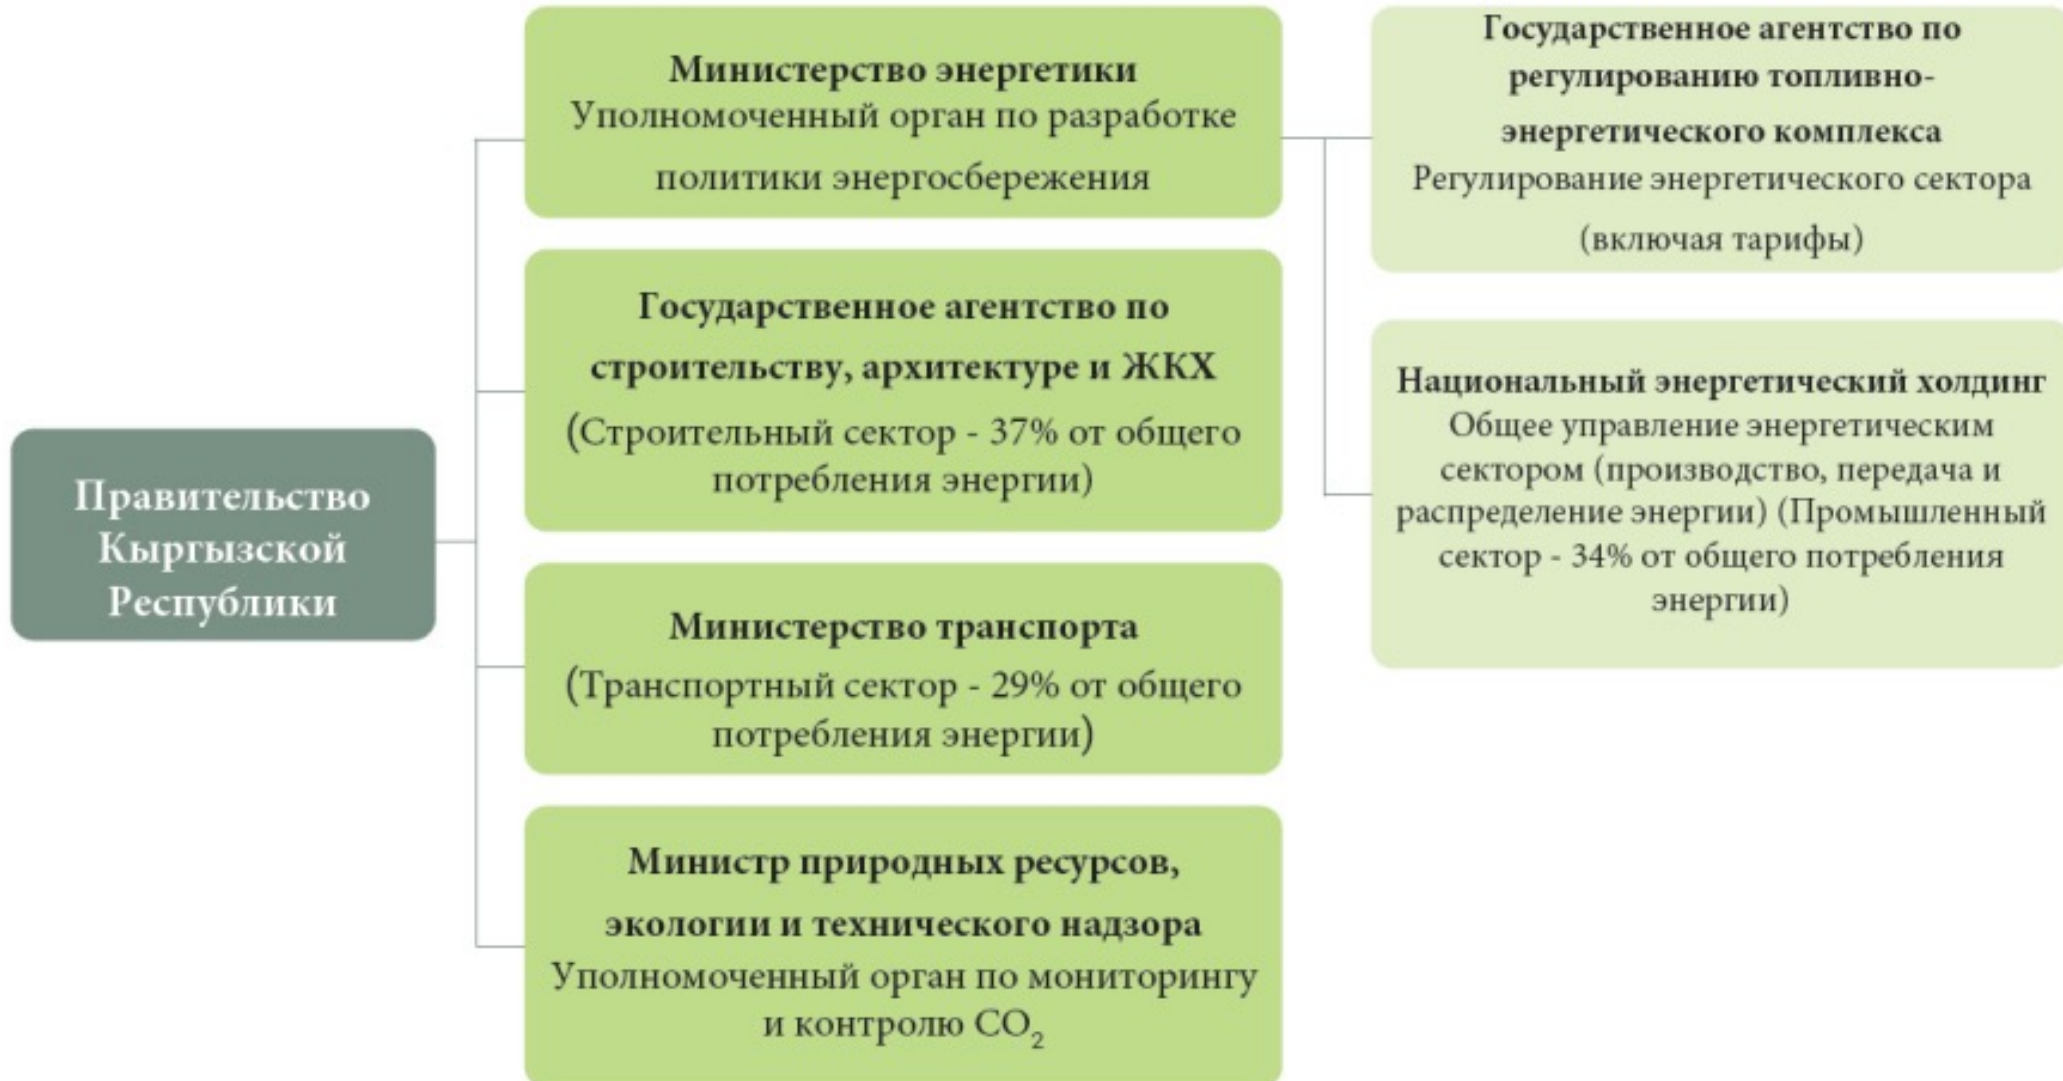 Правительство
Кыргызской
Республики
Министерство энергетики
Уполномоченный орган по разработке
политики энергосбережения
Государственное агентство по
строительству, архитектуре и ЖКХ
(Строительный сектор - 37% от общего
потребления энергии)
Министерство транспорта
(Транспортный сектор - 29% от общего
потребления энергии)
Министр природных ресурсов,
экологии и технического надзора
Уполномоченный орган по мониторингу
и контролю CO₂
Государственное агентство по
регулированию топливно-
энергетического комплекса
Регулирование энергетического сектора
(включая тарифы)
Национальный энергетический холдинг
Общее управление энергетическим
сектором (производство, передача и
распределение энергии) (Промышленный
сектор - 34% от общего потребления
энергии)